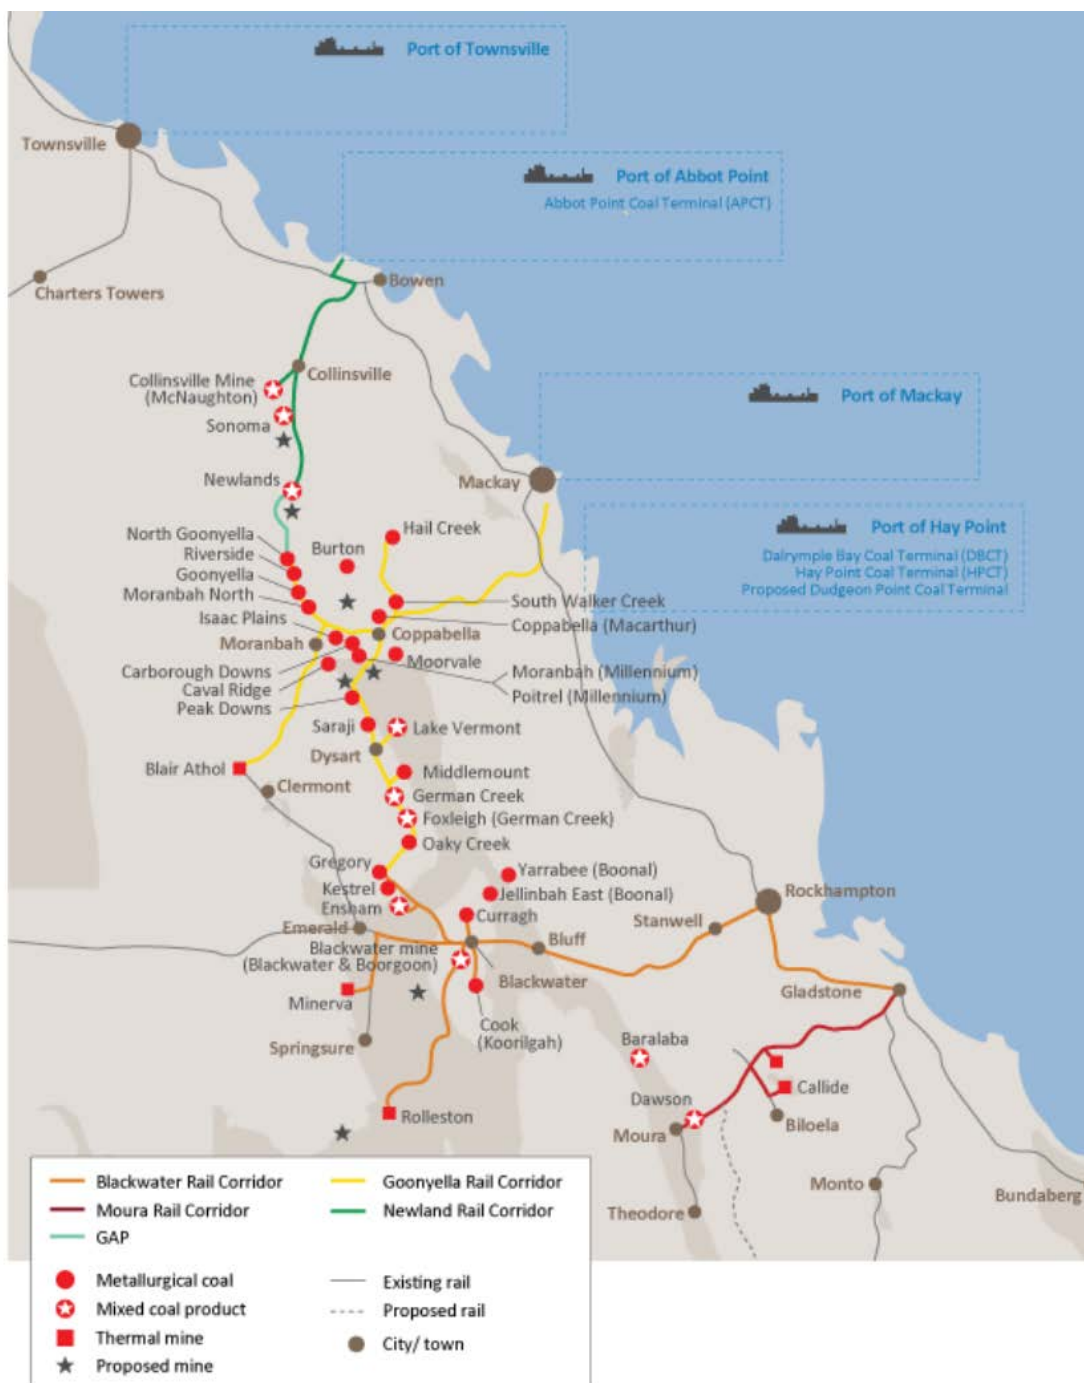 Port of Townsville
Townsville
Port of Abbot Point
Abbot Point Coal Terminal (APCT)
Bowen
Charters Towers
Collinsville
Collinsville Mine
(McNaughton)
Port of Mackay
Sonoma
Newlands
Mackay
Hail Creek
Port of Hay Point
North Goonyella
Burton
Dalrymple Bay Coal Terminal (DBCT)
Riverside
Hay Point Coal Terminal (HPCT)
Goonyella
Proposed Dudgeon Point Coal Terminal
Moranbah North
South Walker Creek
Isaac Plains
Coppabella (Macarthur)
Coppabella
Moranbah
Moorvale
Carborough Downs
Moranbah (Millennium)
Caval Ridge
Poitrel (Millennium)
Peak Downs
Saraji
Lake Vermont
Dysart
Blair Athol
Middlemount
Clermont
German Creek
Foxleigh (German Creek)
Oaky Creek
Gregory
Yarrabee (Boonal)
Kestrel
Jellinbah East (Boonal)
Rockhampton
Ensham
Curragh
Stanwell
Emerald
Bluff
Blackwater mine
(Blackwater & Boorgoon)
Blackwater
Gladstone
Minerva
Cook
(Koorilgah)
Springsure
Baralaba
Callide
Dawson
Rolleston
Biloela
Moura
Monto
Bundaberg
Theodore
Blackwater Rail Corridor
Goonyella Rail Corridor
Moura Rail Corridor
Newland Rail Corridor
GAP
Metallurgical coal
Existing rail
Mixed coal product
Proposed rail
Thermal mine
City/ town
Proposed mine